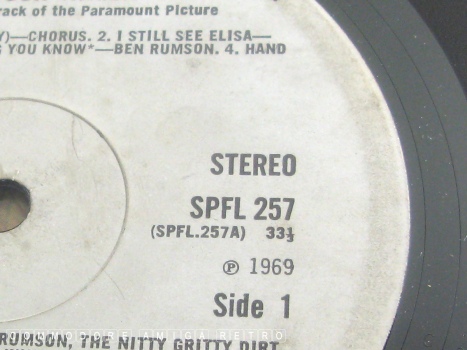 rack of the Paramount Picture
Y)—CHORUS. 2. I STILL SEE ELISA—
G YOU KNOW*—BEN RUMSON. 4. HAND
STEREO
SPFL 257
(SPFL.257A) 33⅓
℗ 1969
Side 1
RUMSON, THE NITTY GRITTY DIRT